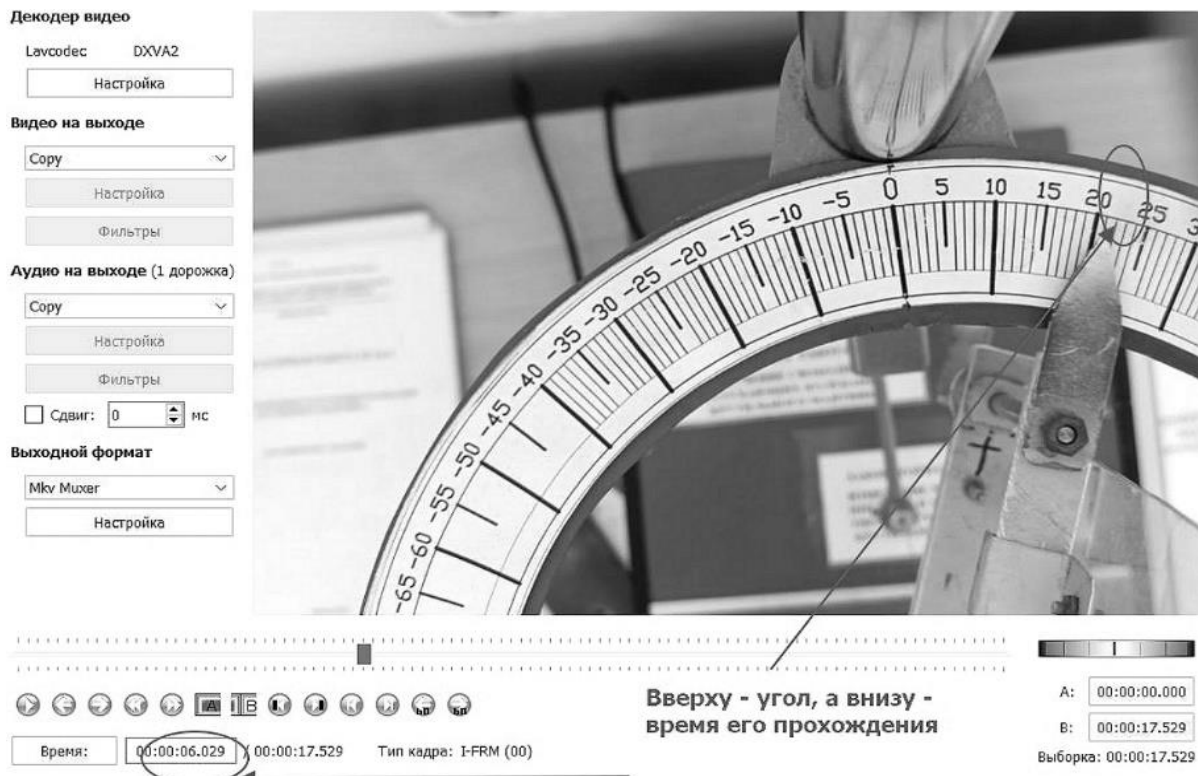 Декодер видео
Lavcodec DXVA2
Настройка
Видео на выходе
Copy
Настройка
Фильтры
Аудио на выходе (1 дорожка)
Copy
Настройка
Фильтры
Сдвиг: 0 мс
Выходной формат
Mkv Muxer
Настройка
-65 -60 -55 -50 -45 -40 -35 -30 -25 -20 -15 -10 -5 0 5 10 15 20 25
Вверху - угол, а внизу -
время его прохождения
A B
Время: 00:00:06.029 / 00:00:17.529 Тип кадра: I-FRM (00)
A: 00:00:00.000
B: 00:00:17.529
Выборка: 00:00:17.529